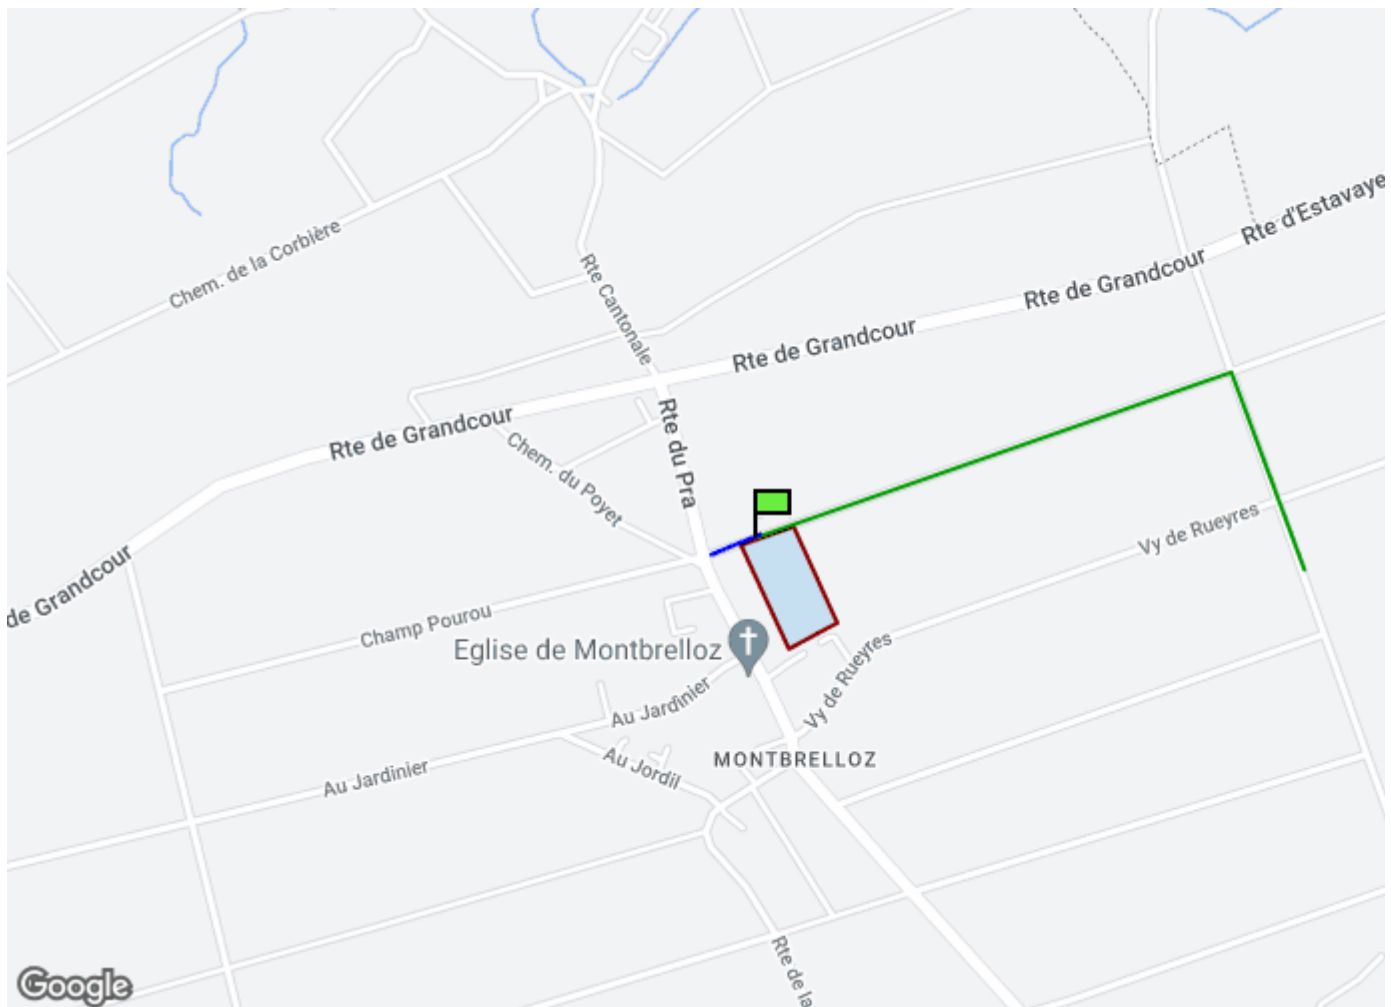 Rte d'Estavaye
Chem. de la Corbière
Rte Cantonale
Rte de Grandcour
Rte de Grandcour
Rte de Grandcour
Rte du Pra
Chem. du Poyet
de Grandcour
Vy de Rueyres
Champ Pourou
Eglise de Montbrelloz
Vy de Rueyres
Au Jardinier
MONTBRELLOZ
Au Jordil
Au Jardinier
Rte de la
Google